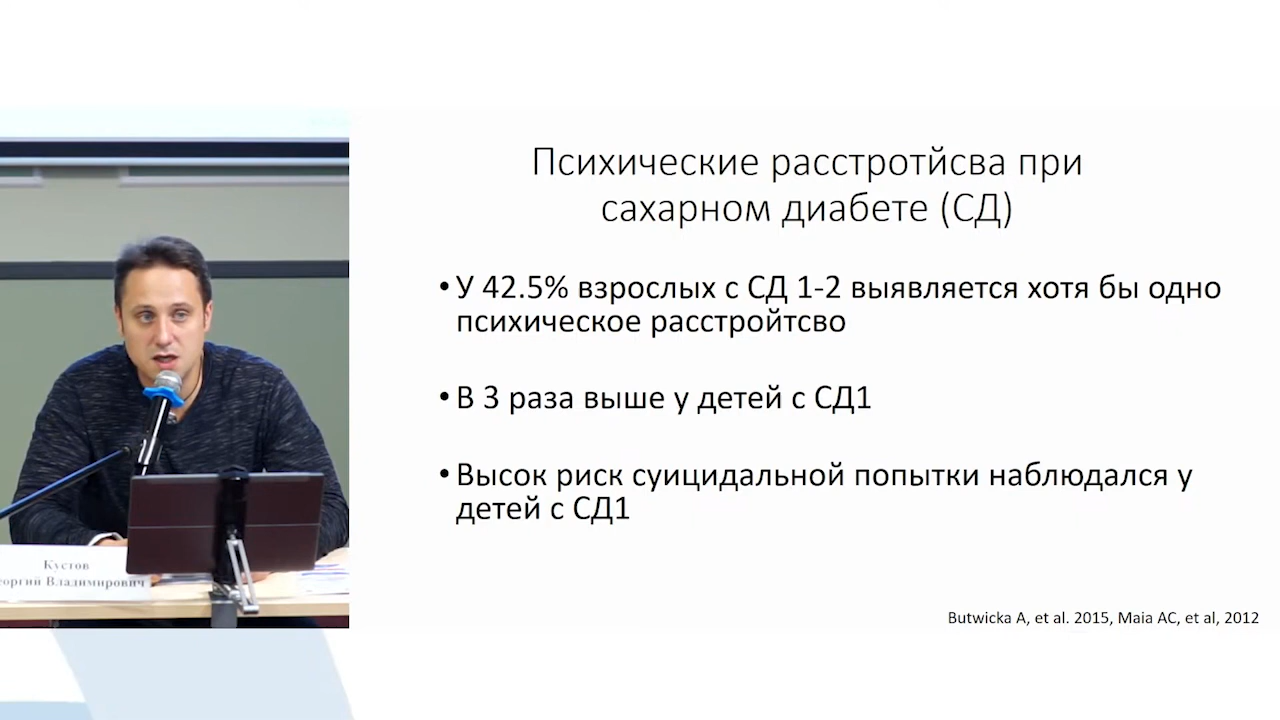 Психические расстротйсва при
сахарном диабете (СД)
• У 42.5% взрослых с СД 1-2 выявляется хотя бы одно
психическое расстройтсво
• В 3 раза выше у детей с СД1
• Высок риск суицидальной попытки наблюдался у
детей с СД1
Butwicka A, et al. 2015, Maia AC, et al, 2012
Кустов
еоргий Владимирович